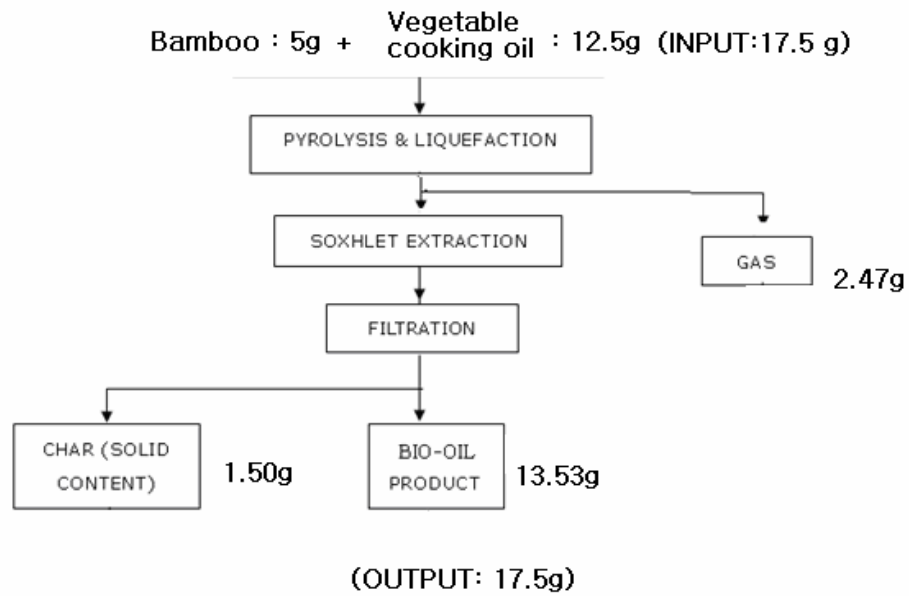 Bamboo : 5g + Vegetable cooking oil : 12.5g (INPUT:17.5 g)
PYROLYSIS & LIQUEFACTION
SOXHLET EXTRACTION
GAS
2.47g
FILTRATION
CHAR (SOLID
CONTENT)
1.50g
BIO-OIL
PRODUCT
13.53g
(OUTPUT: 17.5g)